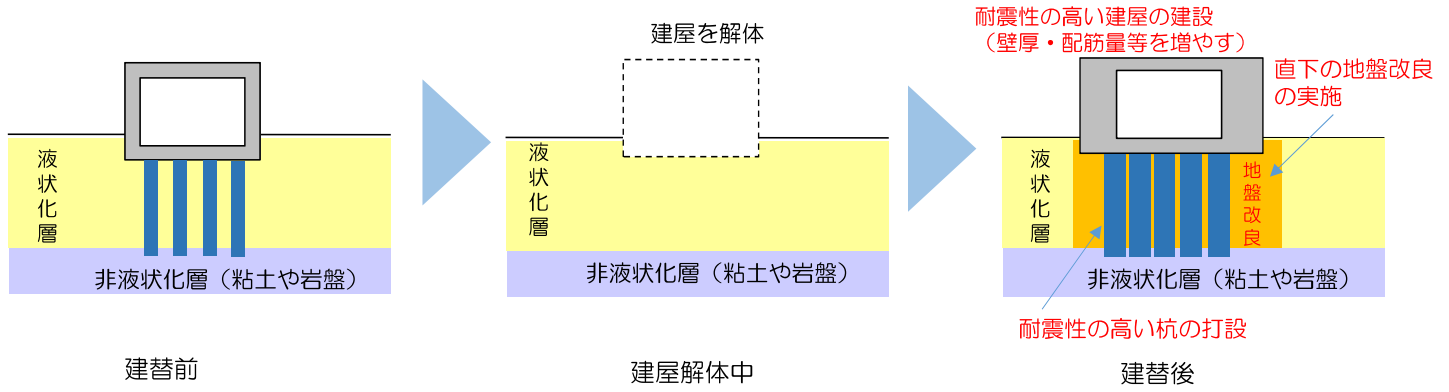 液状化層
非液状化層（粘土や岩盤）
建替前
建屋を解体
液状化層
非液状化層（粘土や岩盤）
建屋解体中
耐震性の高い建屋の建設
（壁厚・配筋量等を増やす）
直下の地盤改良
の実施
液状化層
地盤改良
非液状化層（粘土や岩盤）
耐震性の高い杭の打設
建替後